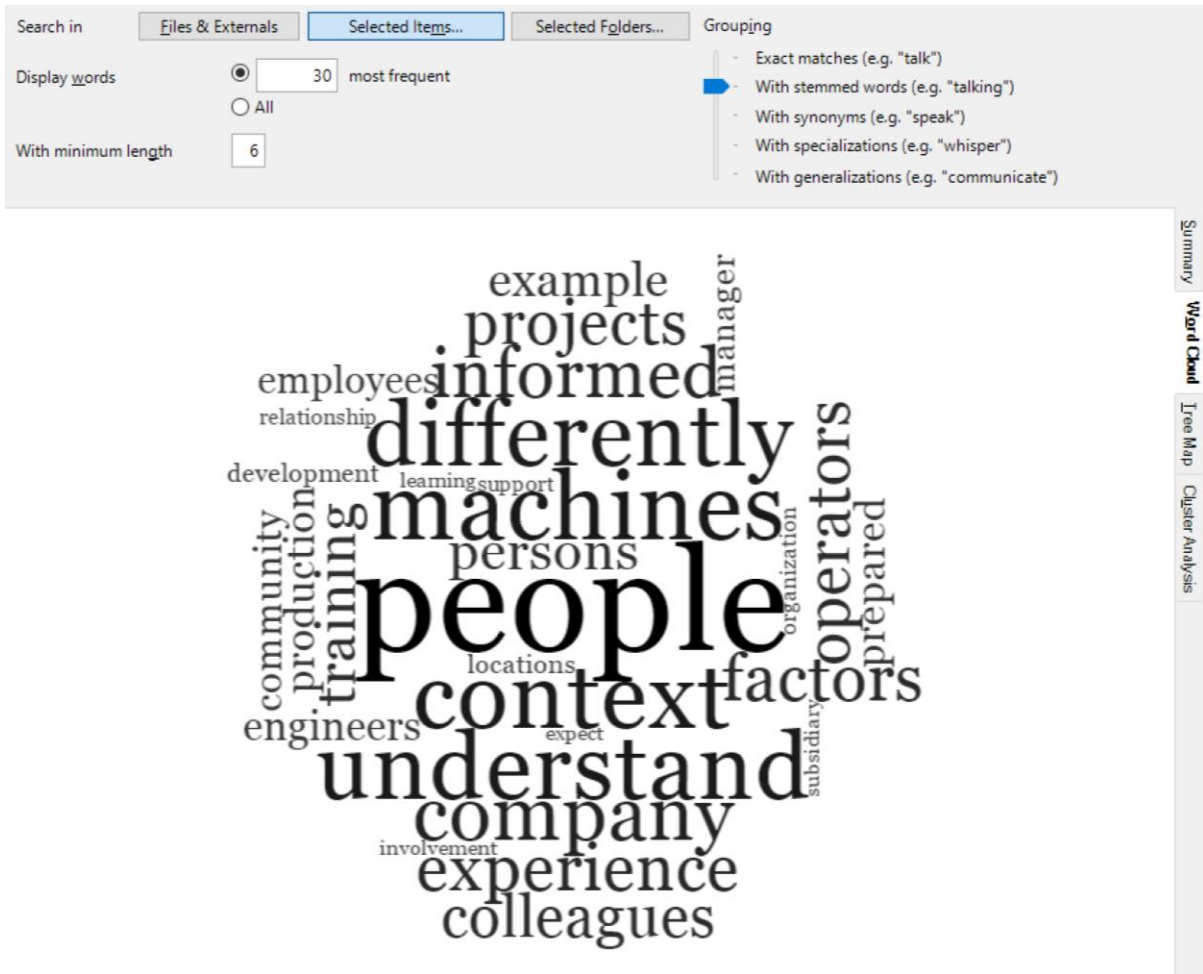 Search in Files & Externals Selected Items... Selected Folders... Grouping
Exact matches (e.g. "talk")
Display words 30 most frequent With stemmed words (e.g. "talking")
All With synonyms (e.g. "speak")
With minimum length 6 With specializations (e.g. "whisper")
With generalizations (e.g. "communicate")
Summary
Word Cloud
Tree Map
Cluster Analysis
example
manager
projects
informed
employees
relationship
differently
operators
development
learning
support
machines
community
production
training
persons
organization
prepared
people
locations
factors
context
engineers
expect
subsidiary
understand
company
involvement
experience
colleagues